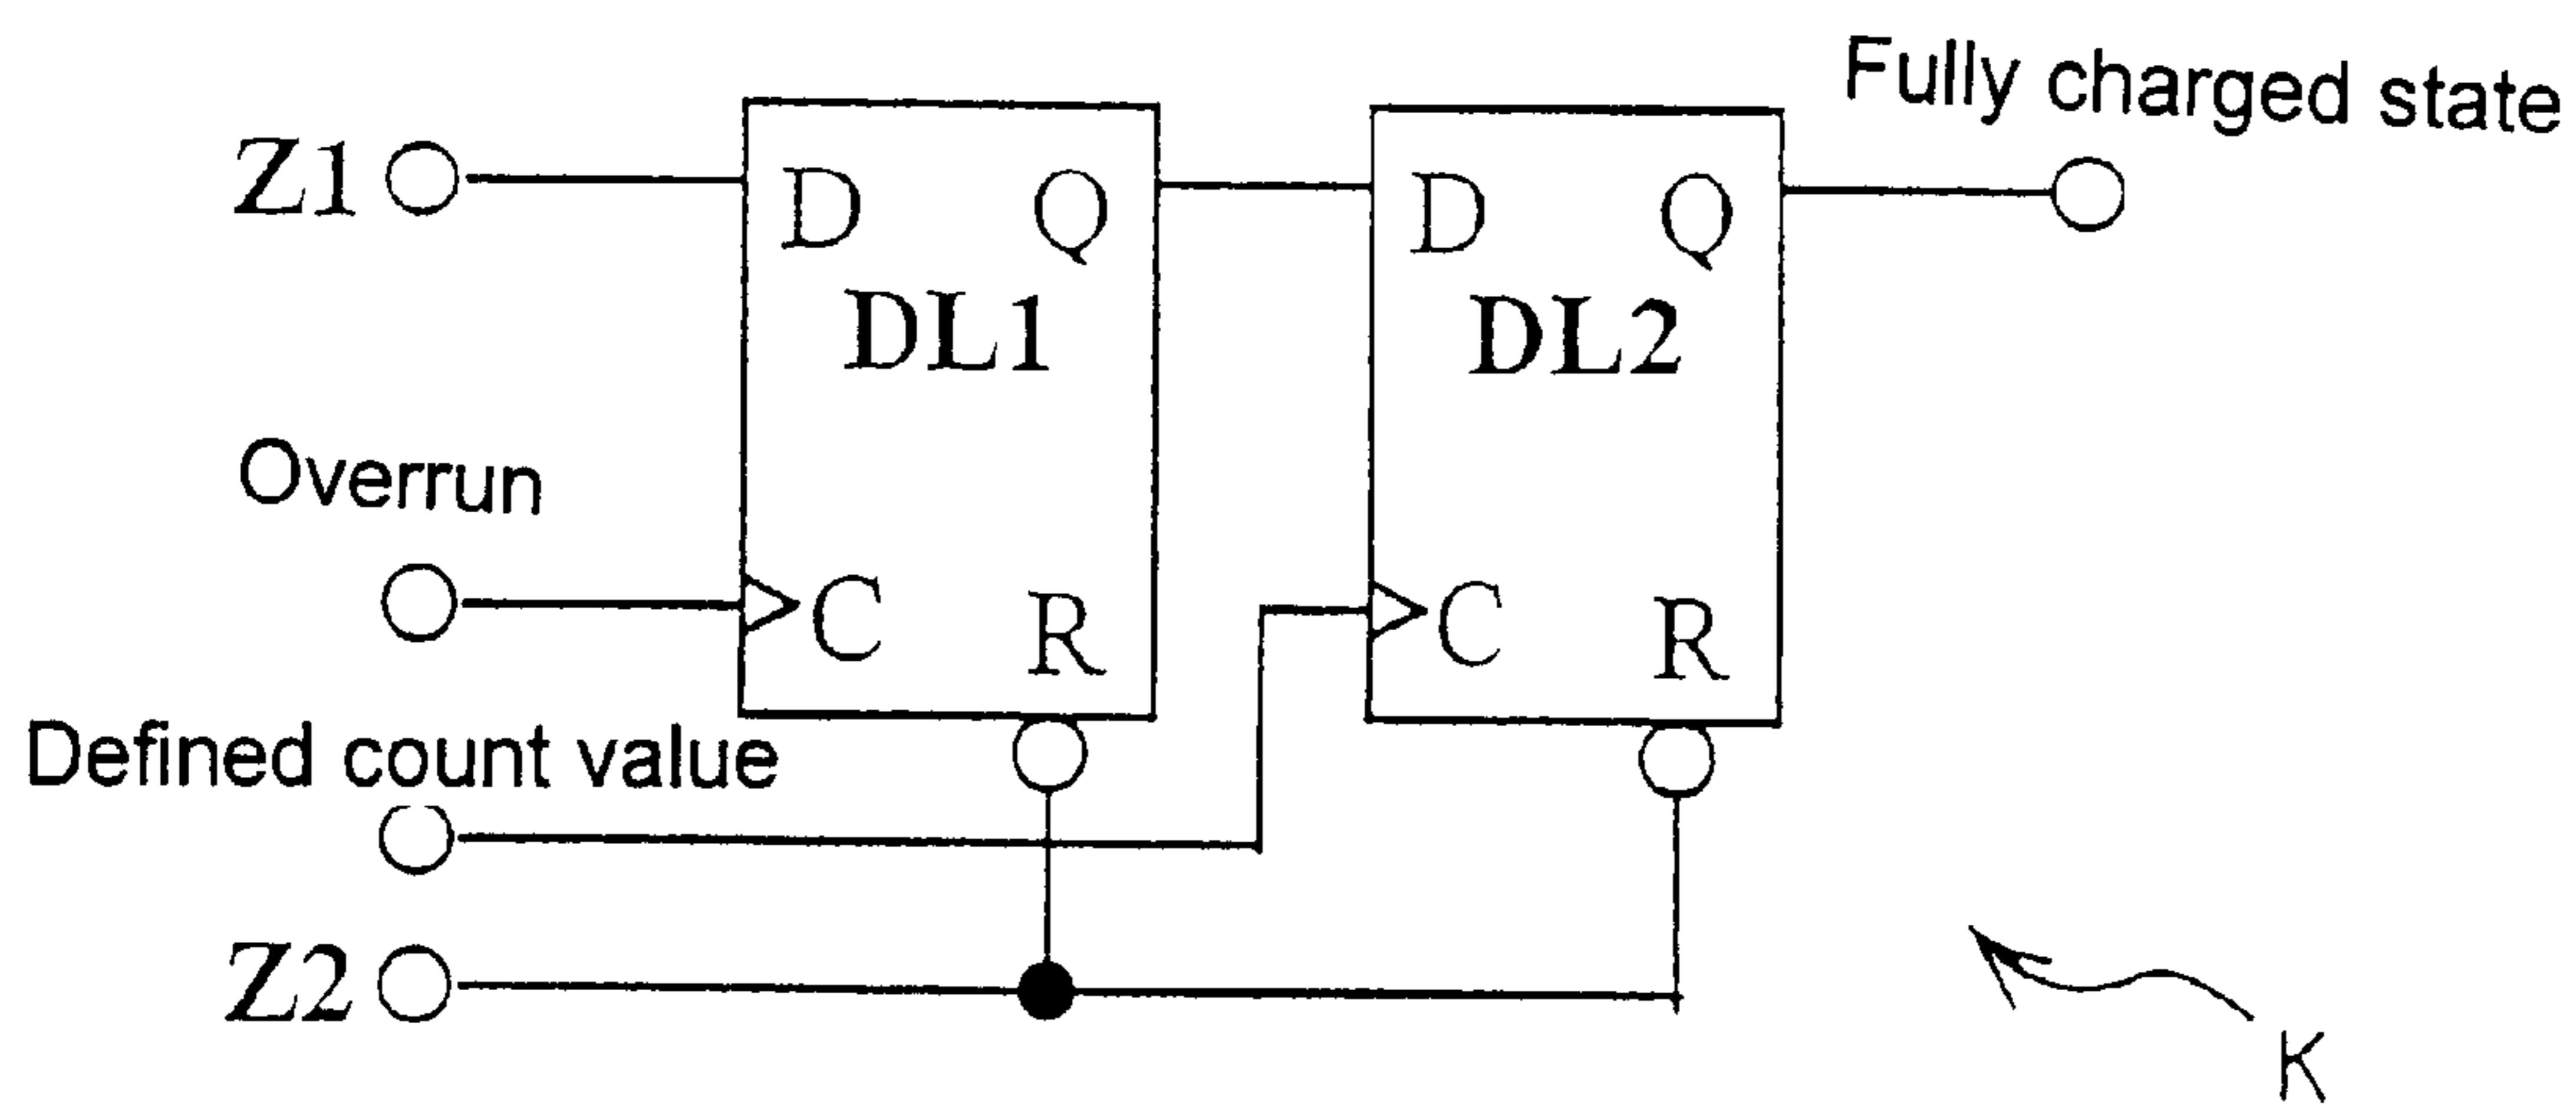 Fully charged state
Z1
D Q
D Q
DL1
DL2
Overrun
C R
C R
Defined count value
Z2
K